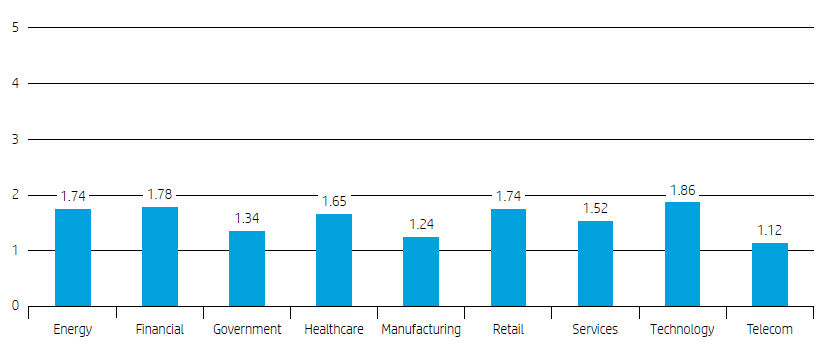 5
4
3
2
1
0
1.74
1.78
1.34
1.65
1.24
1.74
1.52
1.86
1.12
Energy
Financial
Government
Healthcare
Manufacturing
Retail
Services
Technology
Telecom